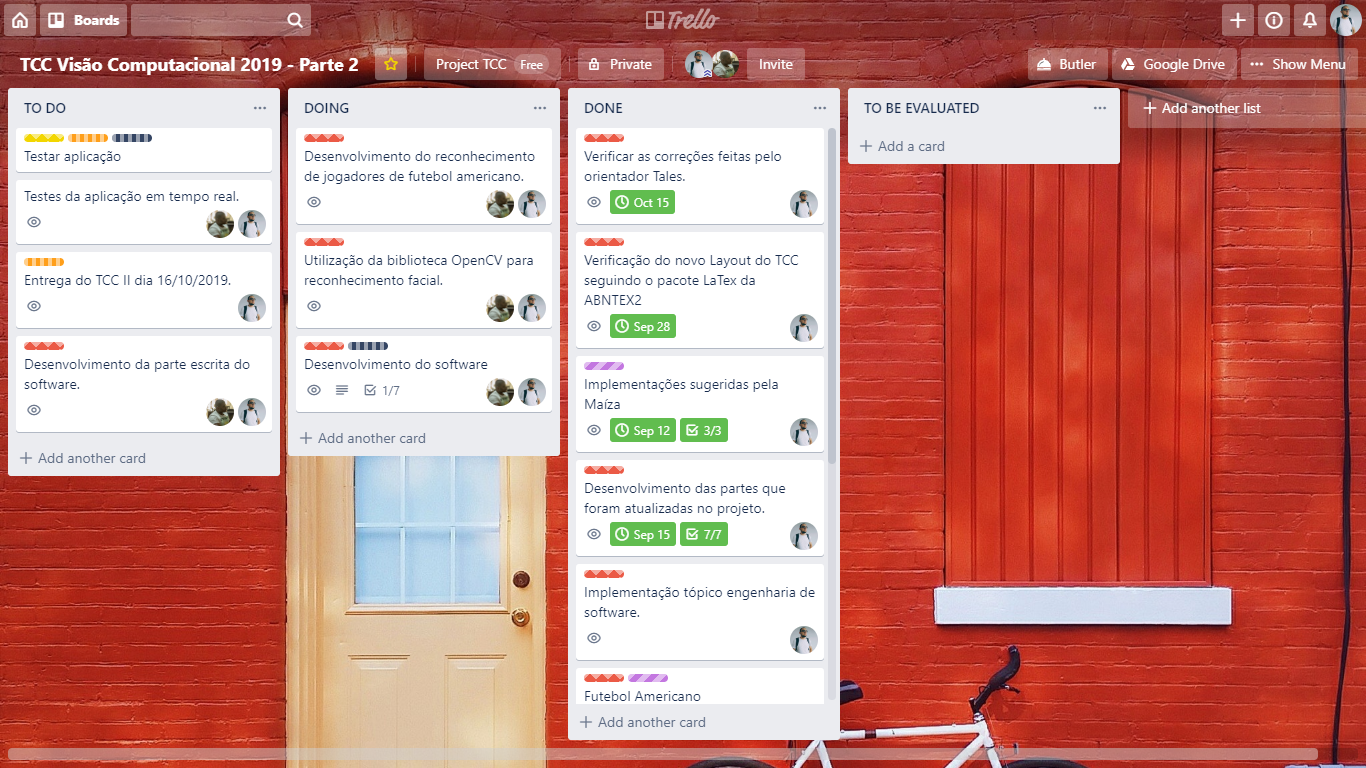 Boards
Trello
TCC Visão Computacional 2019 - Parte 2
Project TCC Free
Private
Invite
Butler
Google Drive
Show Menu
TO DO
Testar aplicação
Testes da aplicação em tempo real.
Entrega do TCC II dia 16/10/2019.
Desenvolvimento da parte escrita do
software.
Add another card
DOING
Desenvolvimento do reconhecimento
de jogadores de futebol americano.
Utilização da biblioteca OpenCV para
reconhecimento facial.
Desenvolvimento do software
1/7
Add another card
DONE
Verificar as correções feitas pelo
orientador Tales.
Oct 15
Verificação do novo Layout do TCC
seguindo o pacote LaTex da
ABNTEX2
Sep 28
Implementações sugeridas pela
Maíza
Sep 12 3/3
Desenvolvimento das partes que
foram atualizadas no projeto.
Sep 15 7/7
Implementação tópico engenharia de
software.
Futebol Americano
Add another card
TO BE EVALUATED
Add a card
Add another list